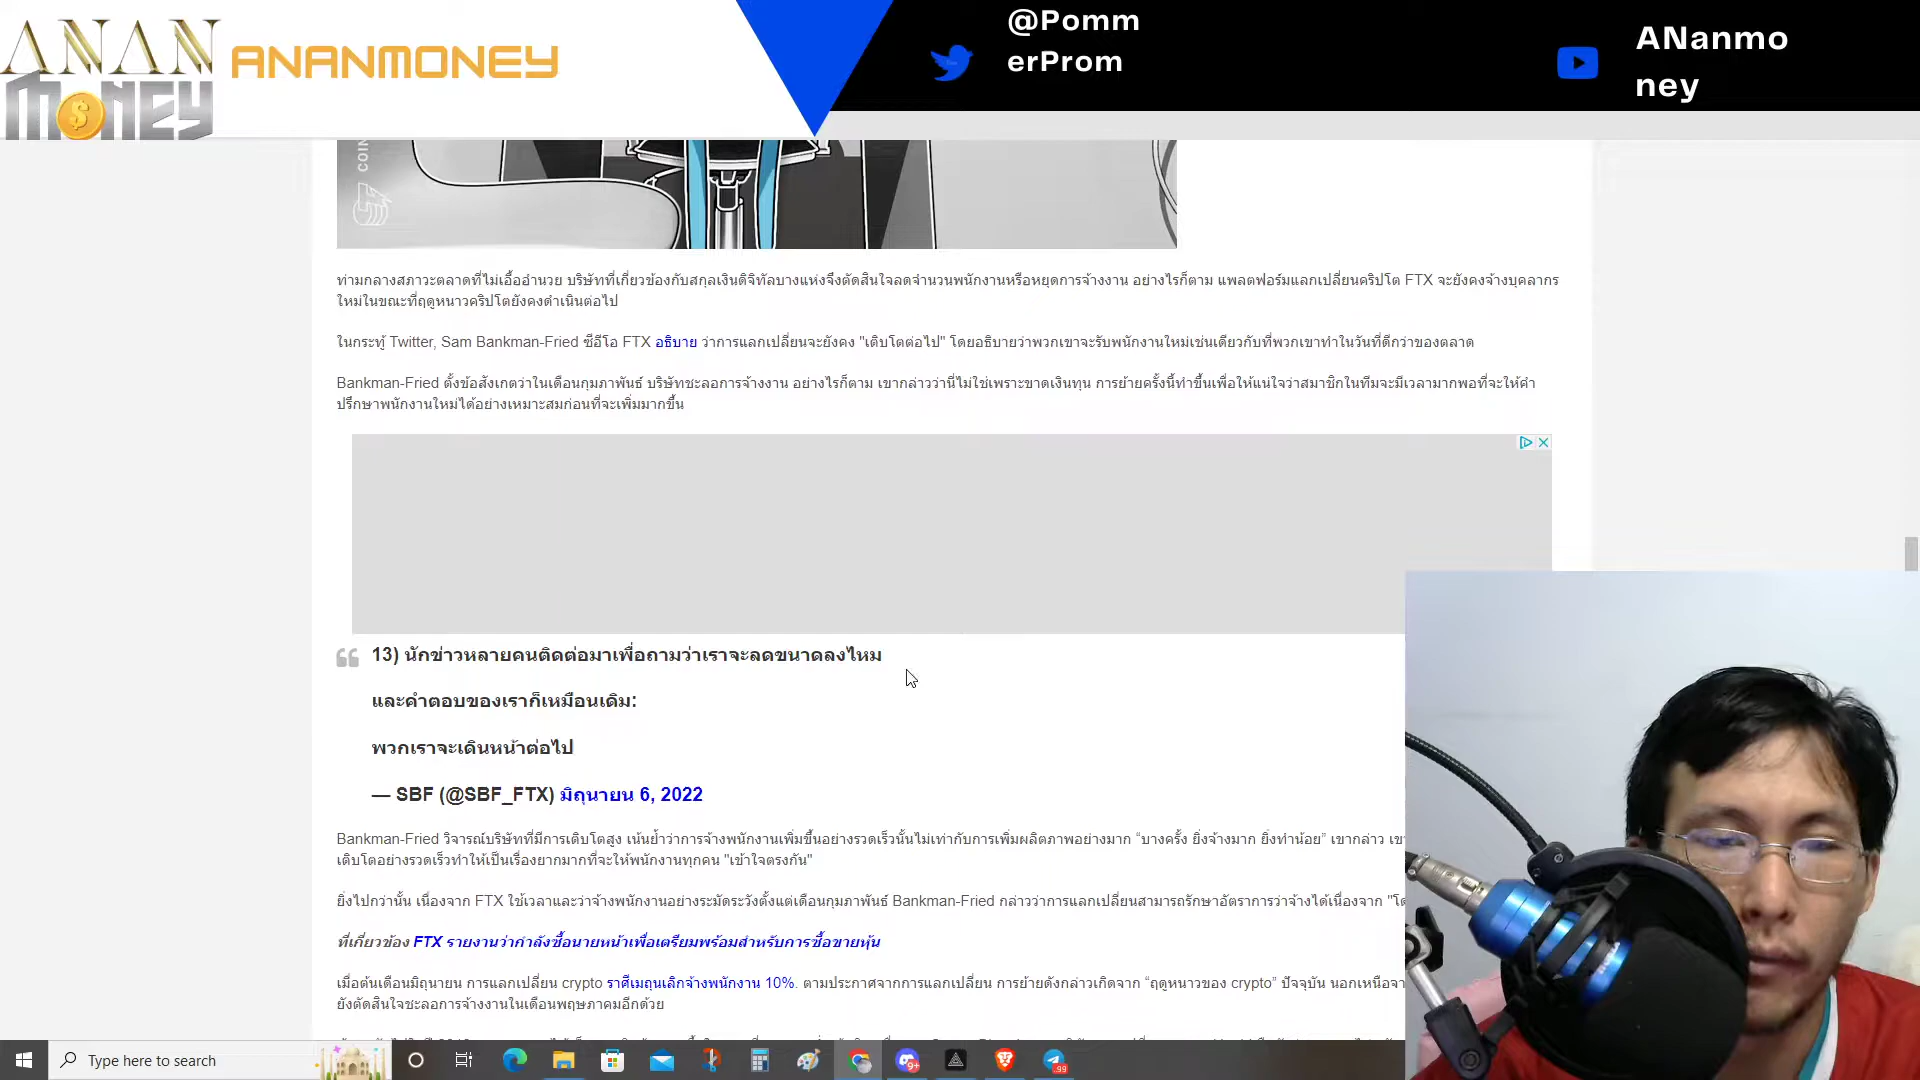 ANAN
MONEY
ANANMONEY
@Pomm
erProm
ANanmo
ney
COIN
ท่ามกลางสภาวะตลาดที่ไม่เอื้ออำนวย บริษัทที่เกี่ยวข้องกับสกุลเงินดิจิทัลบางแห่งจึงตัดสินใจลดจำนวนพนักงานหรือหยุดการจ้างงาน อย่างไรก็ตาม แพลตฟอร์มแลกเปลี่ยนคริปโต FTX จะยังคงจ้างบุคลากร
ใหม่ในขณะที่ฤดูหนาวคริปโตยังคงดำเนินต่อไป
ในกระทู้ Twitter, Sam Bankman-Fried ซีอีโอ FTX อธิบาย ว่าการแลกเปลี่ยนจะยังคง "เติบโตต่อไป" โดยอธิบายว่าพวกเขาจะรับพนักงานใหม่เช่นเดียวกับที่พวกเขาทำในวันที่ดีกว่าของตลาด
Bankman-Fried ตั้งข้อสังเกตว่าในเดือนกุมภาพันธ์ บริษัทชะลอการจ้างงาน อย่างไรก็ตาม เขากล่าวว่านี่ไม่ใช่เพราะขาดเงินทุน การย้ายครั้งนี้ทำขึ้นเพื่อให้แน่ใจว่าสมาชิกในทีมจะมีเวลามากพอที่จะให้คำ
ปรึกษาพนักงานใหม่ได้อย่างเหมาะสมก่อนที่จะเพิ่มมากขึ้น
13) นักข่าวหลายคนติดต่อมาเพื่อถามว่าเราจะลดขนาดลงไหม
และคำตอบของเราก็เหมือนเดิม:
พวกเราจะเดินหน้าต่อไป
— SBF (@SBF_FTX) มิถุนายน 6, 2022
Bankman-Fried วิจารณ์บริษัทที่มีการเติบโตสูง เน้นย้ำว่าการจ้างพนักงานเพิ่มขึ้นอย่างรวดเร็วนั้นไม่เท่ากับการเพิ่มผลิตภาพอย่างมาก “บางครั้ง ยิ่งจ้างมาก ยิ่งทำน้อย” เขากล่าว
เติบโตอย่างรวดเร็วทำให้เป็นเรื่องยากมากที่จะให้พนักงานทุกคน "เข้าใจตรงกัน"
ยิ่งไปกว่านั้น เนื่องจาก FTX ใช้เวลาและว่าจ้างพนักงานอย่างระมัดระวังตั้งแต่เดือนกุมภาพันธ์ Bankman-Fried กล่าวว่าการแลกเปลี่ยนสามารถรักษาอัตราการว่าจ้างได้เนื่องจาก
ที่เกี่ยวข้อง FTX รายงานว่ากำลังซื้อนายหน้าเพื่อเตรียมพร้อมสำหรับการซื้อขายหุ้น
เมื่อต้นเดือนมิถุนายน การแลกเปลี่ยน crypto ราศีเมถุนเลิกจ้างพนักงาน 10%. ตามประกาศจากการแลกเปลี่ยน การย้ายดังกล่าวเกิดจาก “ฤดูหนาวของ crypto” ปัจจุบัน นอกเหนือจาก
ยังตัดสินใจชะลอการจ้างงานในเดือนพฤษภาคมอีกด้วย
Type here to search
9+
99